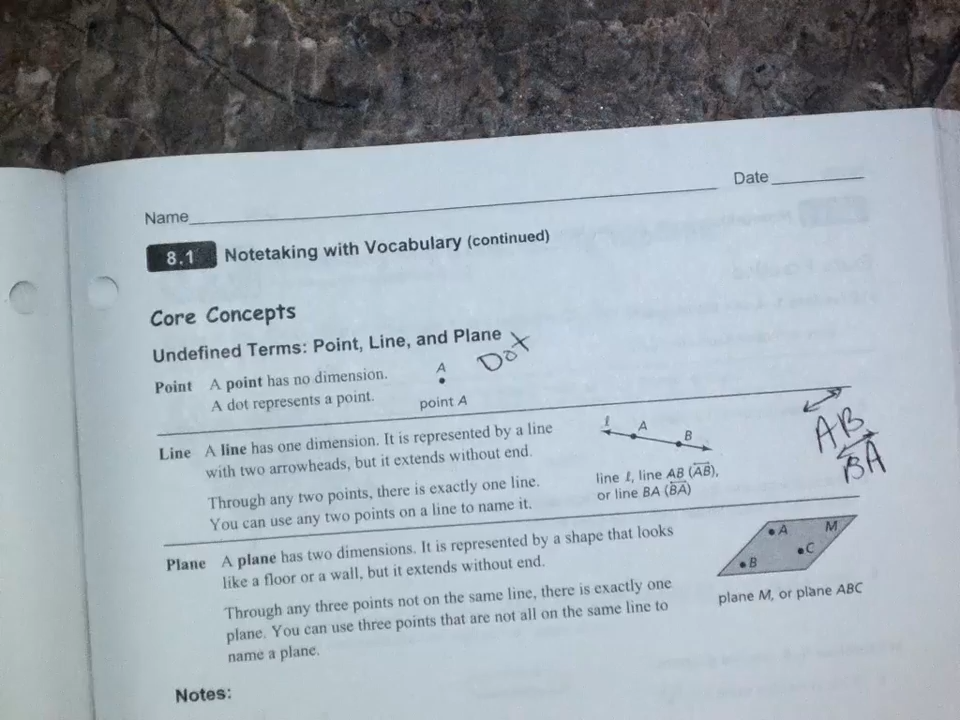 Name Date
8.1 Notetaking with Vocabulary (continued)
Core Concepts
Undefined Terms: Point, Line, and Plane
Dot
Point A point has no dimension.
A dot represents a point.
A
point A
Line A line has one dimension. It is represented by a line
with two arrowheads, but it extends without end.
Through any two points, there is exactly one line.
You can use any two points on a line to name it.
ℓ A B
line ℓ, line AB (AB),
or line BA (BA)
AB
BA
Plane A plane has two dimensions. It is represented by a shape that looks
like a floor or a wall, but it extends without end.
Through any three points not on the same line, there is exactly one
plane. You can use three points that are not all on the same line to
name a plane.
A M
C
B
plane M, or plane ABC
Notes: